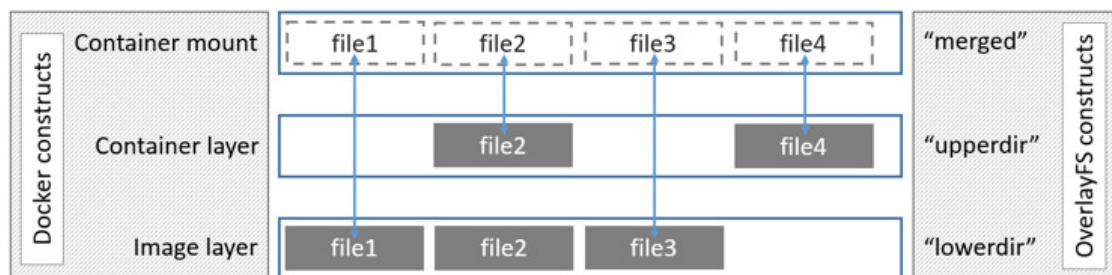 Docker constructs
Container mount
file1 file2 file3 file4
“merged”
Container layer
file2 file4
“upperdir”
Image layer
file1 file2 file3
“lowerdir”
OverlayFS constructs